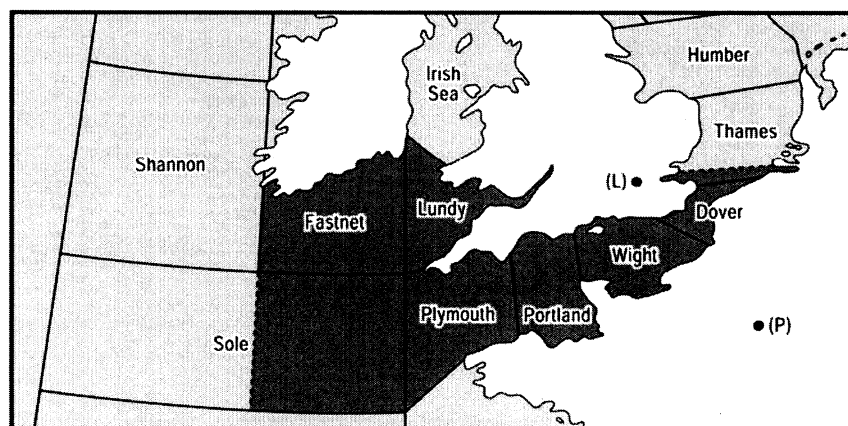 Humber
Irish
Sea
Thames
Shannon
(L)
Fastnet
Lundy
Dover
Wight
Plymouth
Portland
(P)
Sole